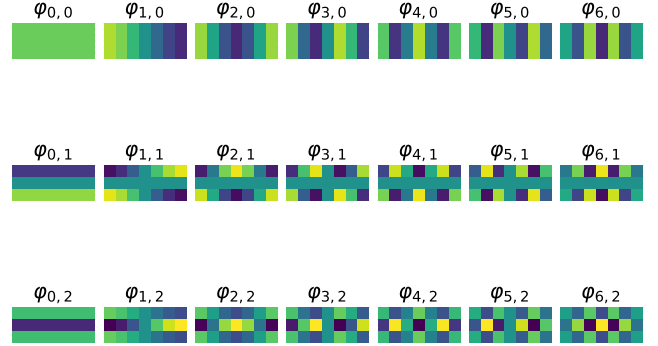 φ0, 0 φ1, 0 φ2, 0 φ3, 0 φ4, 0 φ5, 0 φ6, 0
φ0, 1 φ1, 1 φ2, 1 φ3, 1 φ4, 1 φ5, 1 φ6, 1
φ0, 2 φ1, 2 φ2, 2 φ3, 2 φ4, 2 φ5, 2 φ6, 2